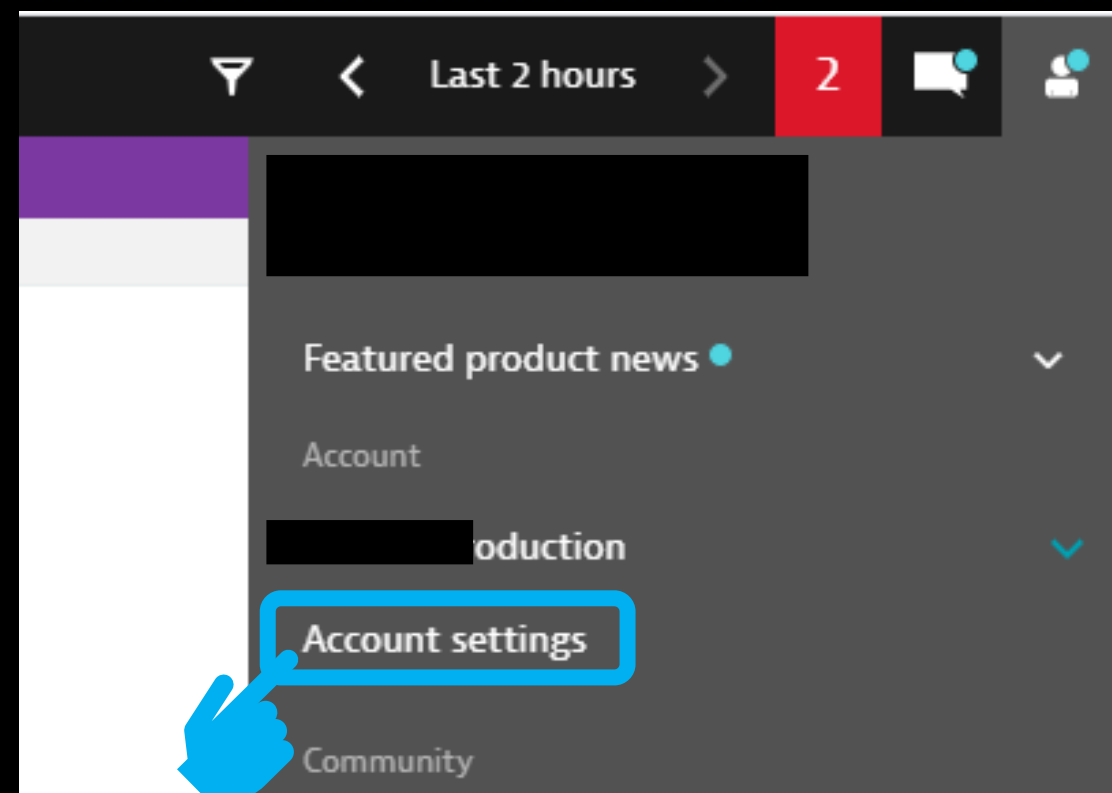 Last 2 hours
2
Featured product news
Account
oduction
Account settings
Community